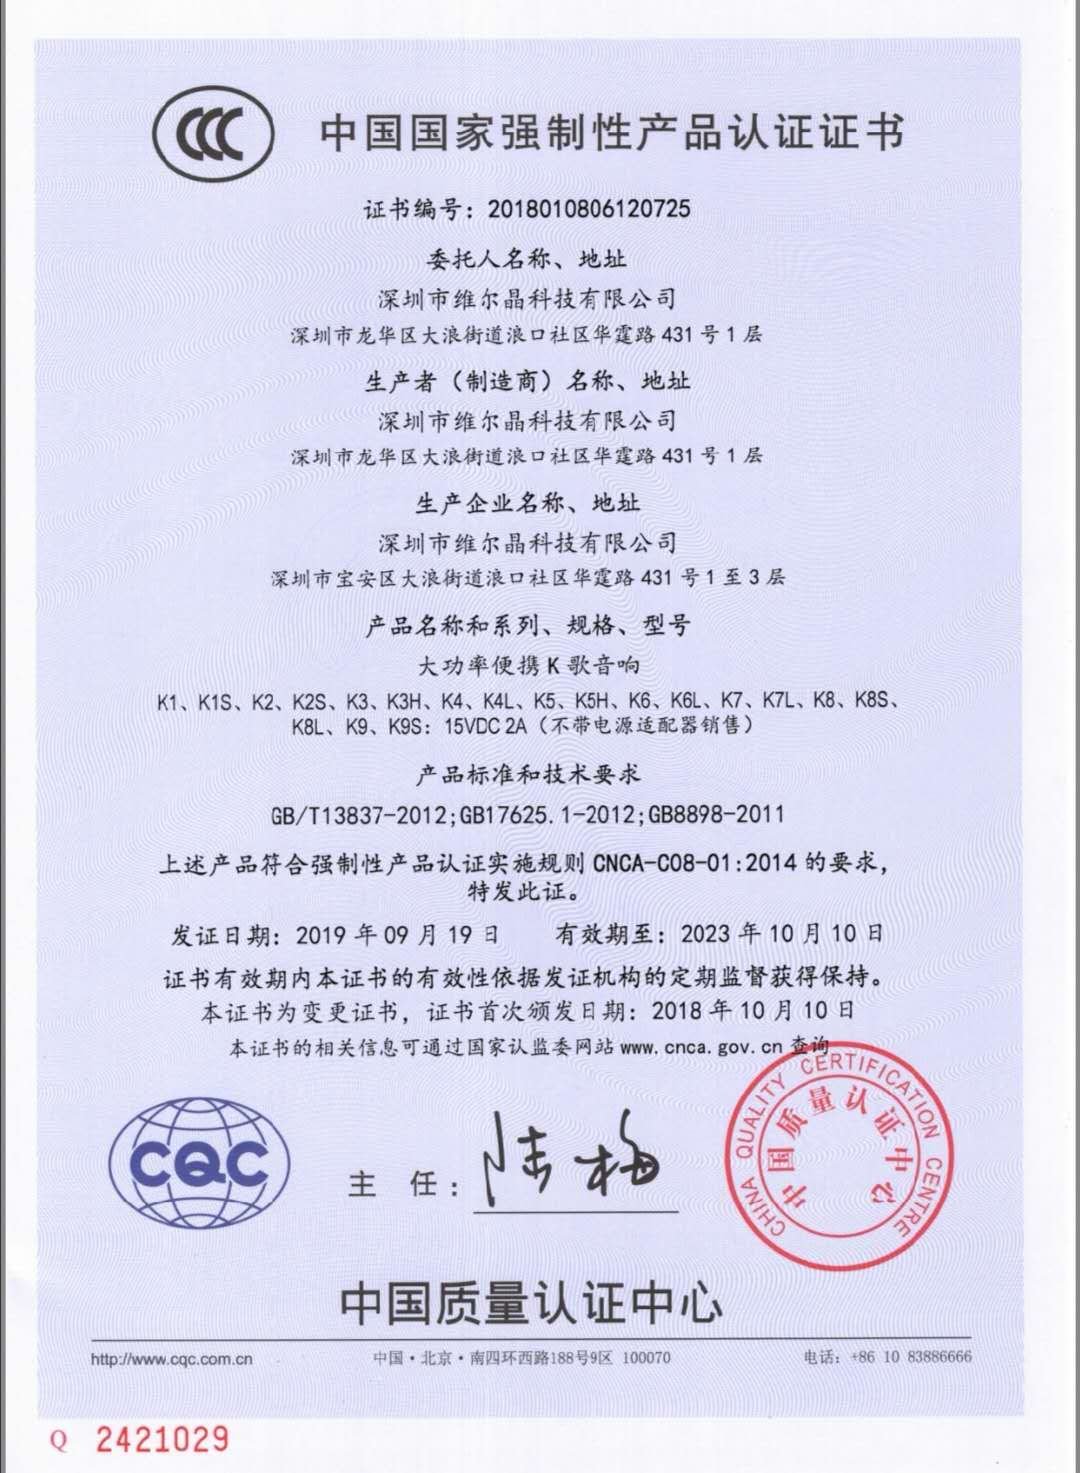 CCC
中国国家强制性产品认证证书
证书编号：2018010806120725
委托人名称、地址
深圳市维尔晶科技有限公司
深圳市龙华区大浪街道浪口社区华霆路 431 号 1 层
生产者（制造商）名称、地址
深圳市维尔晶科技有限公司
深圳市龙华区大浪街道浪口社区华霆路 431 号 1 层
生产企业名称、地址
深圳市维尔晶科技有限公司
深圳市宝安区大浪街道浪口社区华霆路 431 号 1 至 3 层
产品名称和系列、规格、型号
大功率便携 K 歌音响
K1、K1S、K2、K2S、K3、K3H、K4、K4L、K5、K5H、K6、K6L、K7、K7L、K8、K8S、
K8L、K9、K9S：15VDC 2A（不带电源适配器销售）
产品标准和技术要求
GB/T13837-2012;GB17625.1-2012;GB8898-2011
上述产品符合强制性产品认证实施规则 CNCA-C08-01:2014 的要求，
特发此证。
发证日期：2019 年 09 月 19 日 有效期至：2023 年 10 月 10 日
证书有效期内本证书的有效性依据发证机构的定期监督获得保持。
本证书为变更证书，证书首次颁发日期：2018 年 10 月 10 日
本证书的相关信息可通过国家认监委网站 www.cnca.gov.cn 查询
CQC
主 任：
陆梅
CHINA QUALITY CERTIFICATION CENTRE
中国质量认证中心
中国质量认证中心
http://www.cqc.com.cn 中国·北京·南四环西路188号9区 100070 电话：+86 10 83886666
Q 2421029